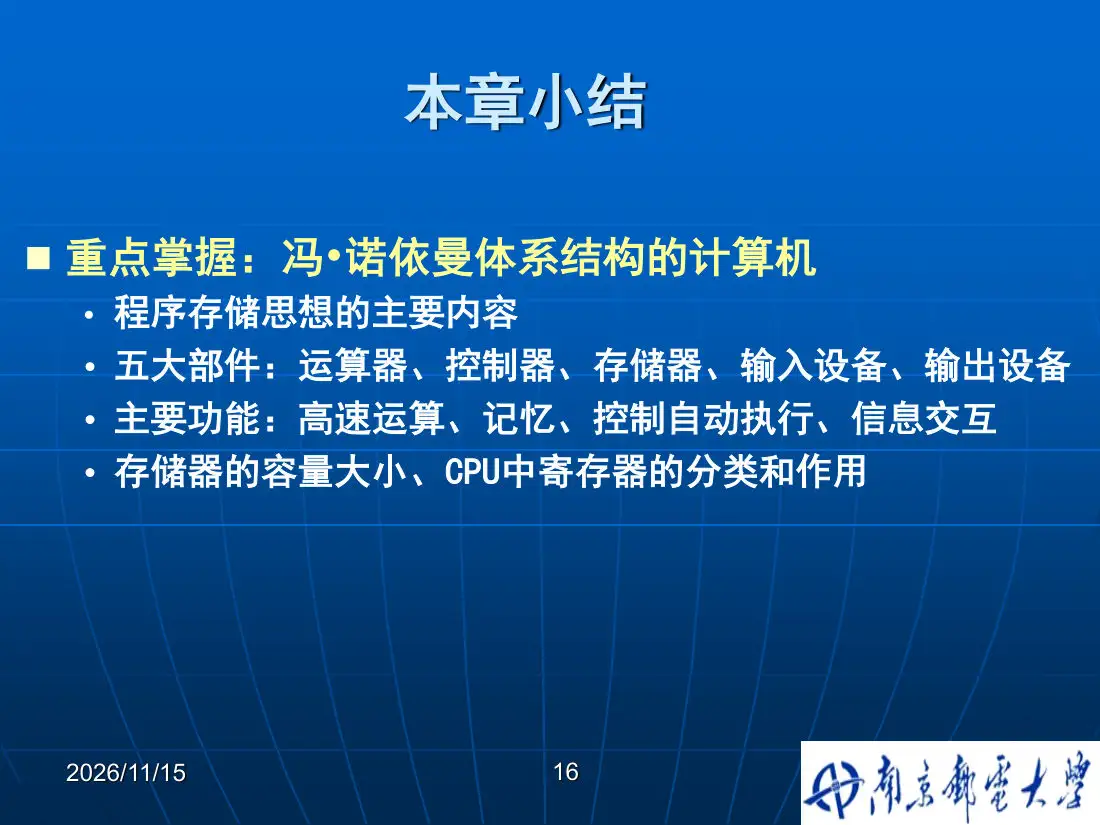 本章小结
重点掌握：冯•诺依曼体系结构的计算机
• 程序存储思想的主要内容
• 五大部件：运算器、控制器、存储器、输入设备、输出设备
• 主要功能：高速运算、记忆、控制自动执行、信息交互
• 存储器的容量大小、CPU中寄存器的分类和作用
2026/11/15
16
南京郵電大學